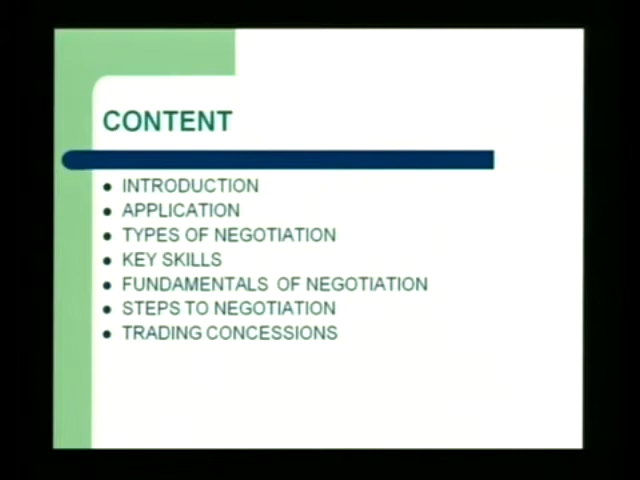 CONTENT
INTRODUCTION
APPLICATION
TYPES OF NEGOTIATION
KEY SKILLS
FUNDAMENTALS OF NEGOTIATION
STEPS TO NEGOTIATION
TRADING CONCESSIONS